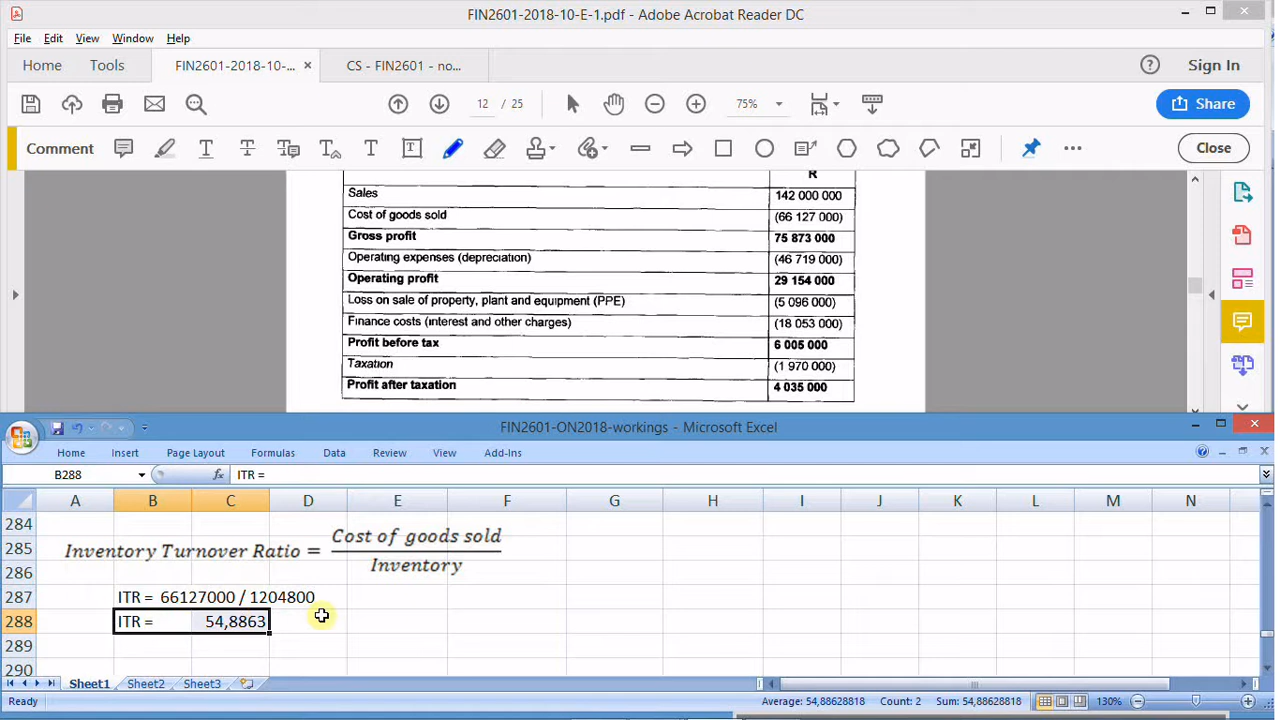 FIN2601-2018-10-E-1.pdf - Adobe Acrobat Reader DC
File Edit View Window Help
Home Tools FIN2601-2018-10-... × CS - FIN2601 - no... ? Sign In
12 / 25 75% Share
Comment T T T T T ••• Close
R
Sales 142 000 000
Cost of goods sold (66 127 000)
Gross profit 75 873 000
Operating expenses (depreciation) (46 719 000)
Operating profit 29 154 000
Loss on sale of property, plant and equipment (PPE) (5 096 000)
Finance costs (interest and other charges) (18 053 000)
Profit before tax 6 005 000
Taxation (1 970 000)
Profit after taxation 4 035 000
FIN2601-ON2018-workings - Microsoft Excel
Home Insert Page Layout Formulas Data Review View Add-Ins
B288 fx ITR =
A B C D E F G H I J K L M N
284
285 Inventory Turnover Ratio = Cost of goods sold / Inventory
286
287 ITR = 66127000 / 1204800
288 ITR = 54,8863
289
290
Sheet1 Sheet2 Sheet3
Ready Average: 54,88628818 Count: 2 Sum: 54,88628818 130%